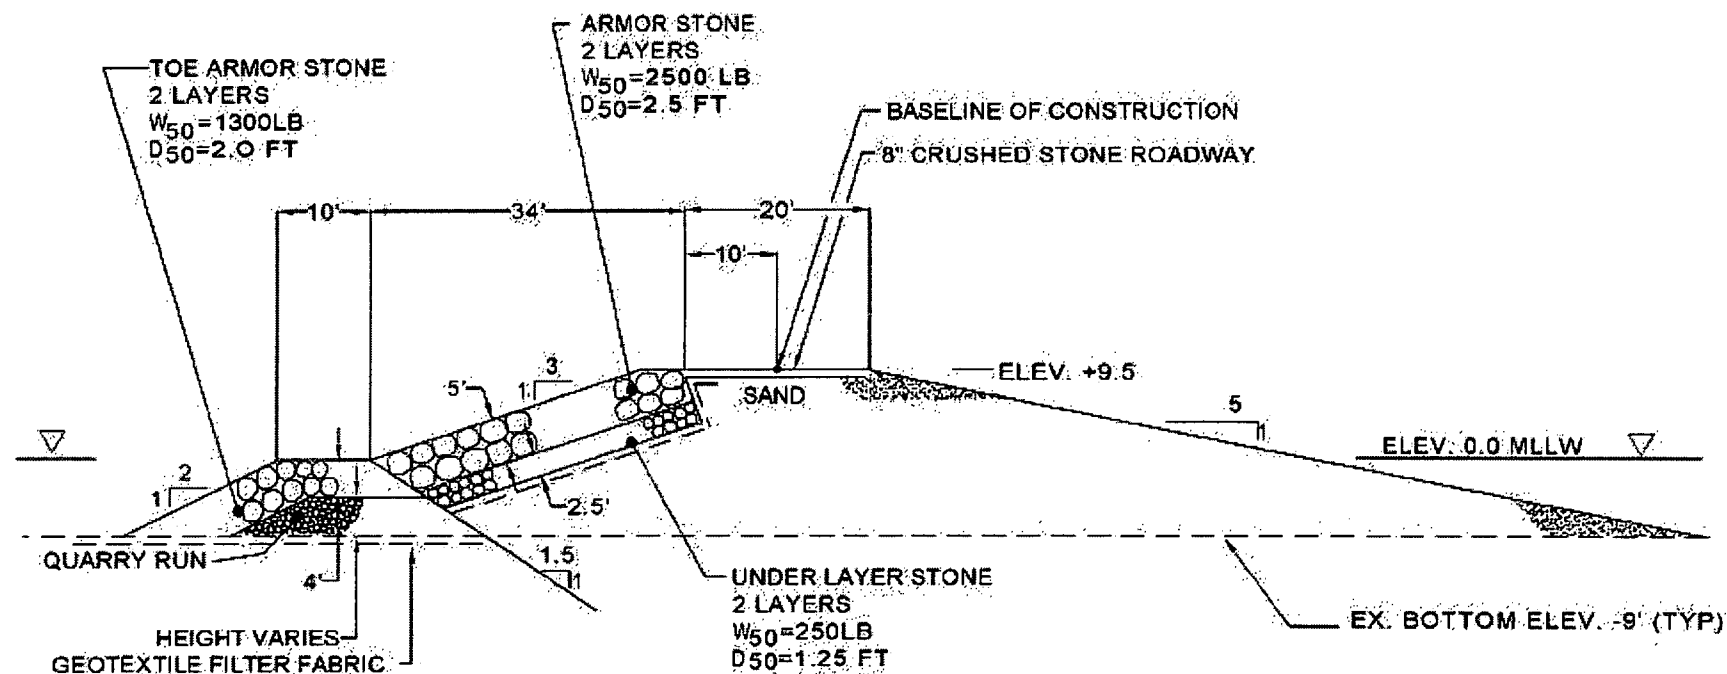 ARMOR STONE
2 LAYERS
W50=2500 LB
D50=2.5 FT
TOE ARMOR STONE
2 LAYERS
W50=1300LB
D50=2.0 FT
BASELINE OF CONSTRUCTION
8" CRUSHED STONE ROADWAY
10'
34'
20'
10'
3
1
5'
ELEV. +9.5
SAND
5
1
ELEV. 0.0 MLLW
2
1
2.5'
QUARRY RUN
4'
1.5
1
UNDER LAYER STONE
2 LAYERS
W50=250LB
D50=1.25 FT
EX. BOTTOM ELEV. -9' (TYP)
HEIGHT VARIES
GEOTEXTILE FILTER FABRIC